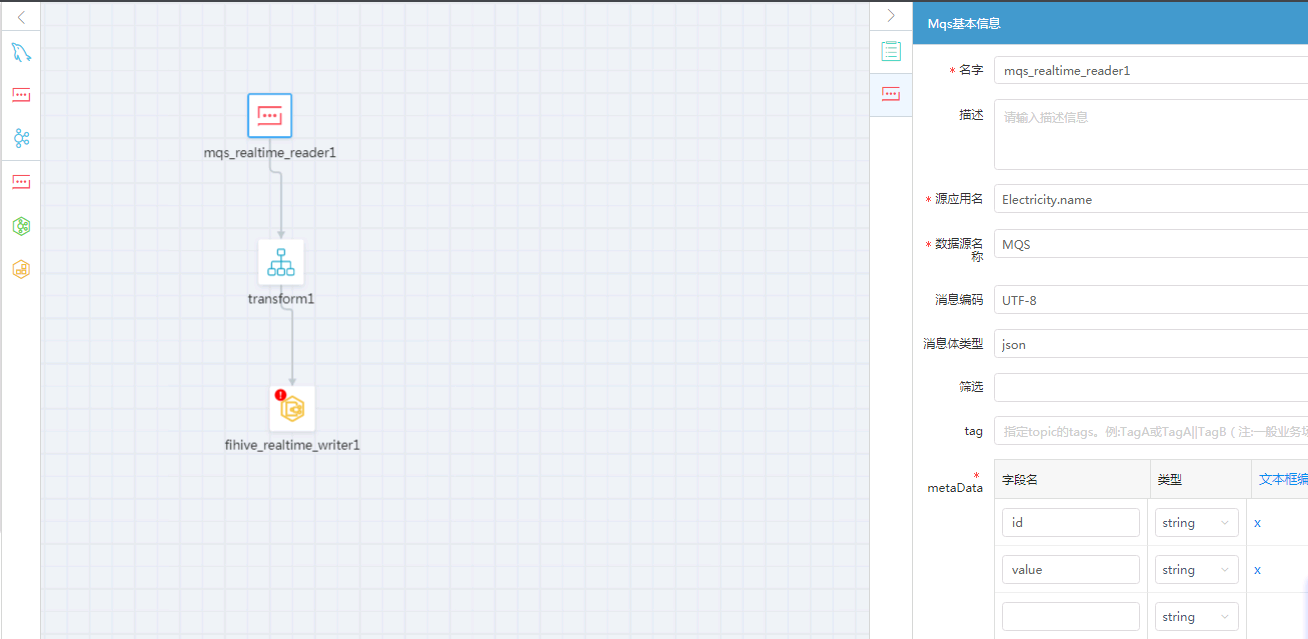 mqs_realtime_reader1
transform1
fihive_realtime_writer1
Mqs基本信息
* 名字
mqs_realtime_reader1
描述
请输入描述信息
* 源应用名
Electricity.name
* 数据源名
称
MQS
消息编码
UTF-8
消息体类型
json
筛选
tag
指定topic的tags。例:TagA或TagA||TagB ( 注:一般业务场
*
metaData
字段名
类型
文本框编
id
string
x
value
string
x
string